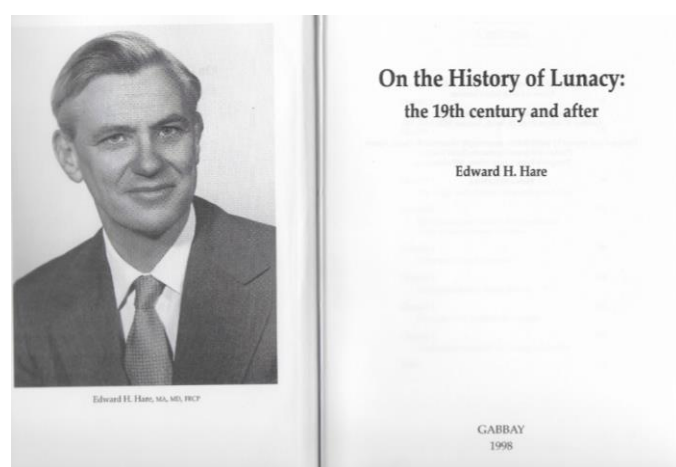 Edward H. Hare, MA, MD, FRCP
On the History of Lunacy:
the 19th century and after
Edward H. Hare
GABBAY
1998